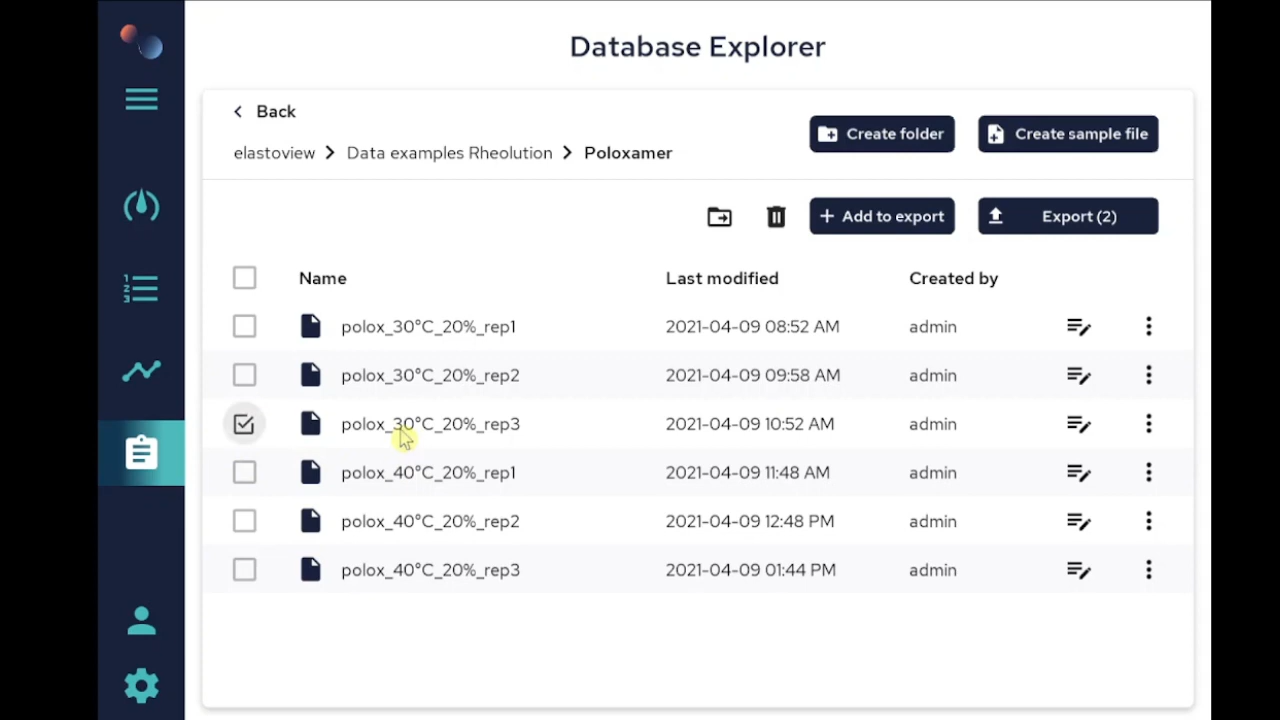 Database Explorer
Back
elastoview > Data examples Rheolution > Poloxamer
Create folder
Create sample file
+ Add to export
Export (2)
Name Last modified Created by
polox_30°C_20%_rep1 2021-04-09 08:52 AM admin
polox_30°C_20%_rep2 2021-04-09 09:58 AM admin
polox_30°C_20%_rep3 2021-04-09 10:52 AM admin
polox_40°C_20%_rep1 2021-04-09 11:48 AM admin
polox_40°C_20%_rep2 2021-04-09 12:48 PM admin
polox_40°C_20%_rep3 2021-04-09 01:44 PM admin
1
2
3